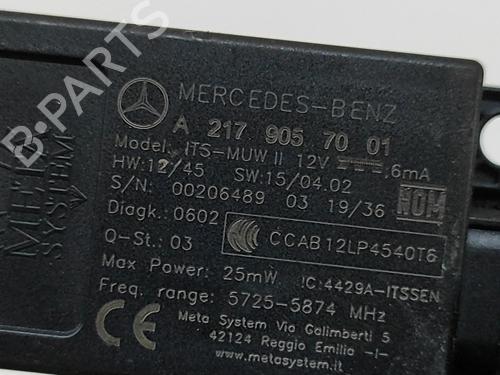 MERCEDES-BENZ
A 217 905 70 01
Model: ITS-MUW II 12V 6mA
HW:12/45 SW:15/04.02
S/N: 00206489 03 19/36 NOM
Diagk.: 0602 CCAB12LP4540T6
Q-St.: 03
Max Power: 25mW IC:4429A-ITSSEN
Freq. range: 5725-5874 MHz
CE
Meta System Via Galimberti 5
42124 Reggio Emilia -I-
www.metasystem.it
META
SYSTEM
B-PARTS